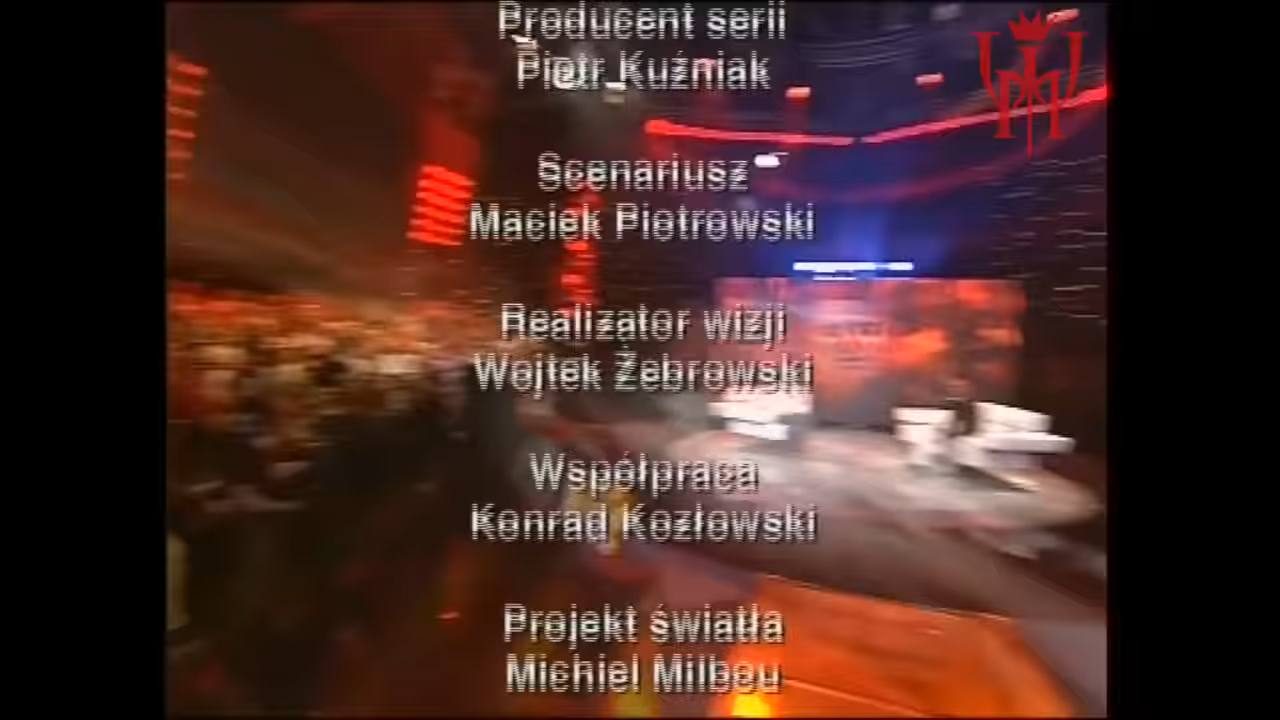 Producent serii
Piotr Kuźniak
Scenariusz
Maciek Piotrowski
Realizator wizji
Wojtek Żebrowski
Współpraca
Konrad Kozłowski
Projekt światła
Michiel Milbou